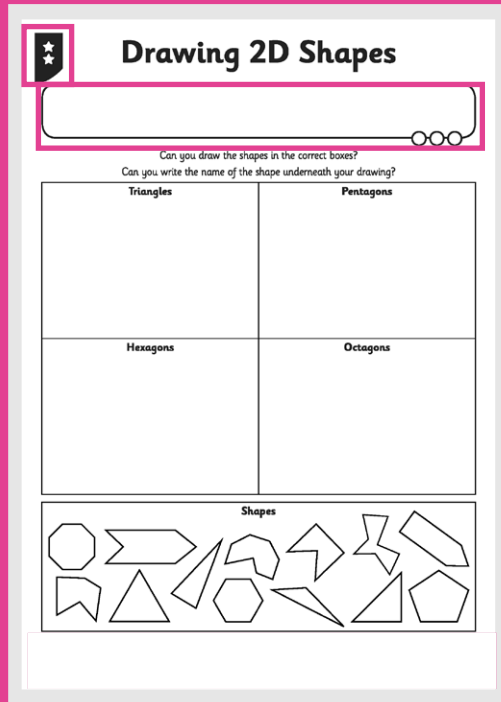 Drawing 2D Shapes
Can you draw the shapes in the correct boxes?
Can you write the name of the shape underneath your drawing?
Triangles
Pentagons
Hexagons
Octagons
Shapes